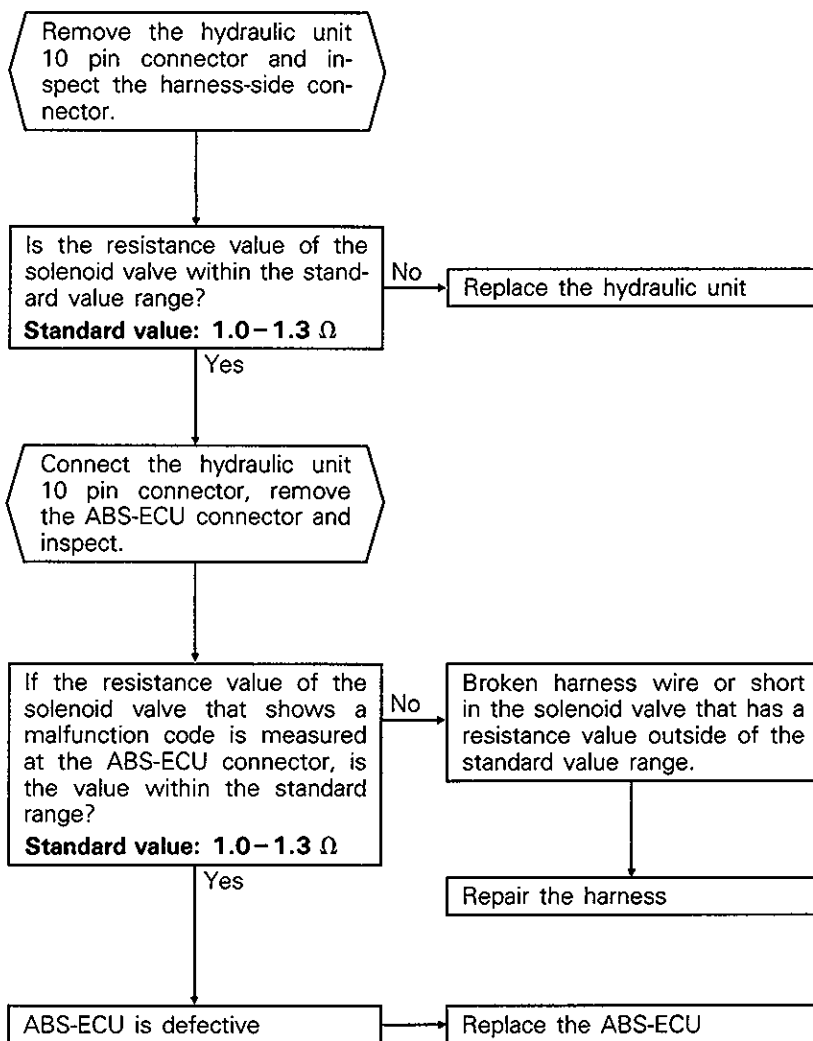 Remove the hydraulic unit
10 pin connector and in-
spect the harness-side con-
nector.
Is the resistance value of the
solenoid valve within the stand-
ard value range?
Standard value: 1.0–1.3 Ω
No
Replace the hydraulic unit
Yes
Connect the hydraulic unit
10 pin connector, remove
the ABS-ECU connector and
inspect.
If the resistance value of the
solenoid valve that shows a
malfunction code is measured
at the ABS-ECU connector, is
the value within the standard
range?
Standard value: 1.0–1.3 Ω
No
Broken harness wire or short
in the solenoid valve that has a
resistance value outside of the
standard value range.
Repair the harness
Yes
ABS-ECU is defective
Replace the ABS-ECU